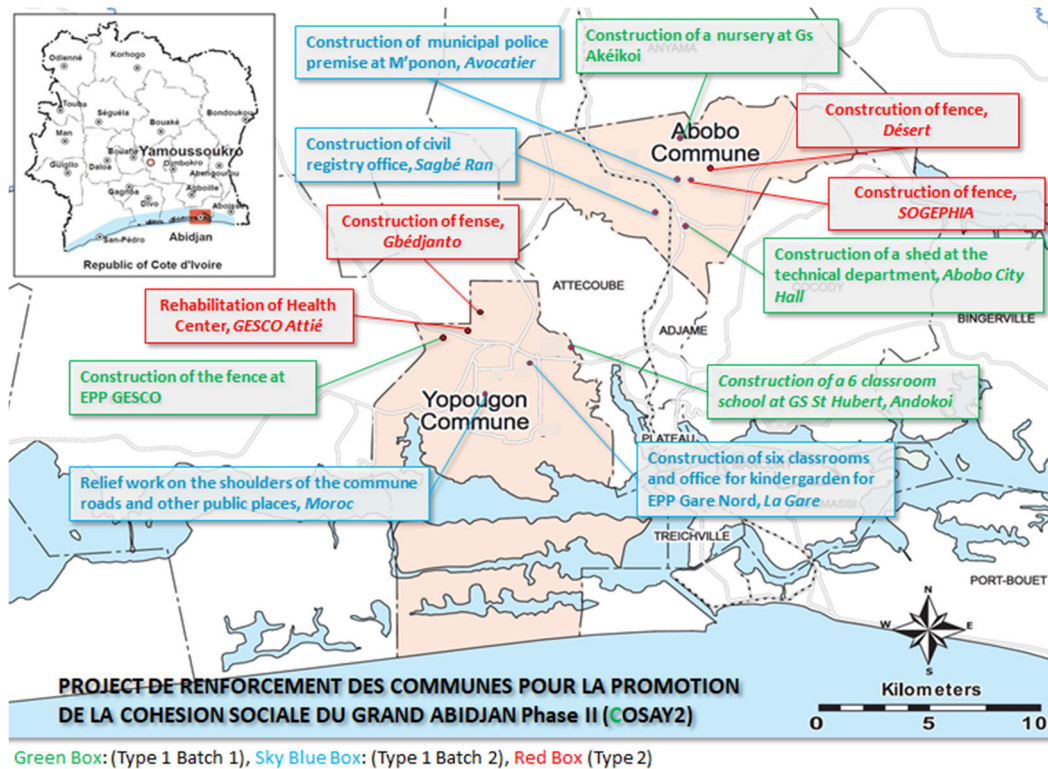 Odienné
Korhogo
Touba
Séguéla
Bouaké
Bondoukou
Man
Daloa
Bouaflé
Yamoussoukro
Dimbokro
Guiglo
Abengourou
Gagnoa
Divo
Agboville
Aboisso
San-Pédro
Abidjan
Republic of Cote d'Ivoire
Construction of municipal police
premise at M'ponon, Avocatier
Construction of a nursery at Gs
Akéikoi
ANYAMA
Constrcution of fence,
Désert
Abobo
Commune
Construction of civil
registry office, Sagbé Ran
Construction of fence,
SOGEPHIA
Construction of fense,
Gbédjanto
Construction of a shed at the
technical department, Abobo City
Hall
COCODY
ATTECOUBE
BINGERVILLE
ADJAME
Rehabilitation of Health
Center, GESCO Attié
Construction of the fence at
EPP GESCO
Construction of a 6 classroom
school at GS St Hubert, Andokoi
Yopougon
Commune
PLATEAU
Construction of six classrooms
and office for kindergarden for
EPP Gare Nord, La Gare
Relief work on the shoulders of the commune
roads and other public places, Moroc
TREICHVILLE
PORT-BOUET
N
W
E
S
PROJECT DE RENFORCEMENT DES COMMUNES POUR LA PROMOTION
DE LA COHESION SOCIALE DU GRAND ABIDJAN Phase II (COSAY2)
Kilometers
0 5 10
Green Box: (Type 1 Batch 1), Sky Blue Box: (Type 1 Batch 2), Red Box (Type 2)